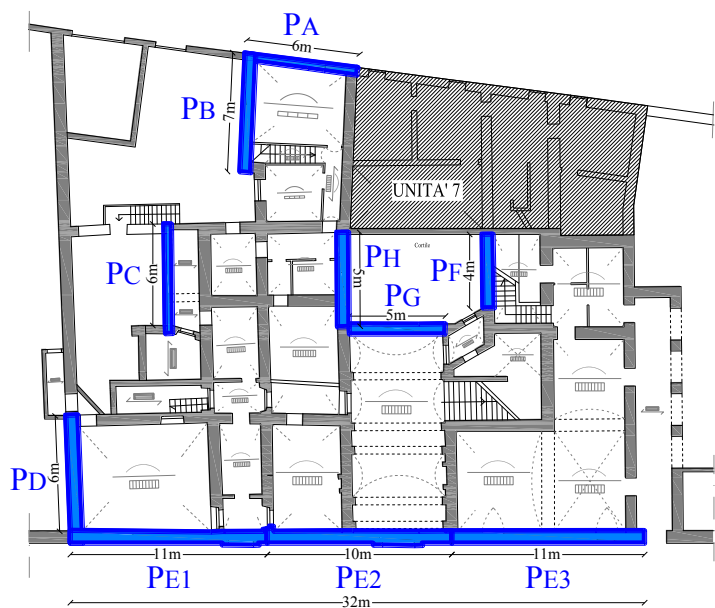 PA
6m
PB
7m
UNITA' 7
Cortile
PC
6m
PH
5m
PF
4m
PG
5m
PD
6m
11m
10m
11m
PE1
PE2
PE3
32m